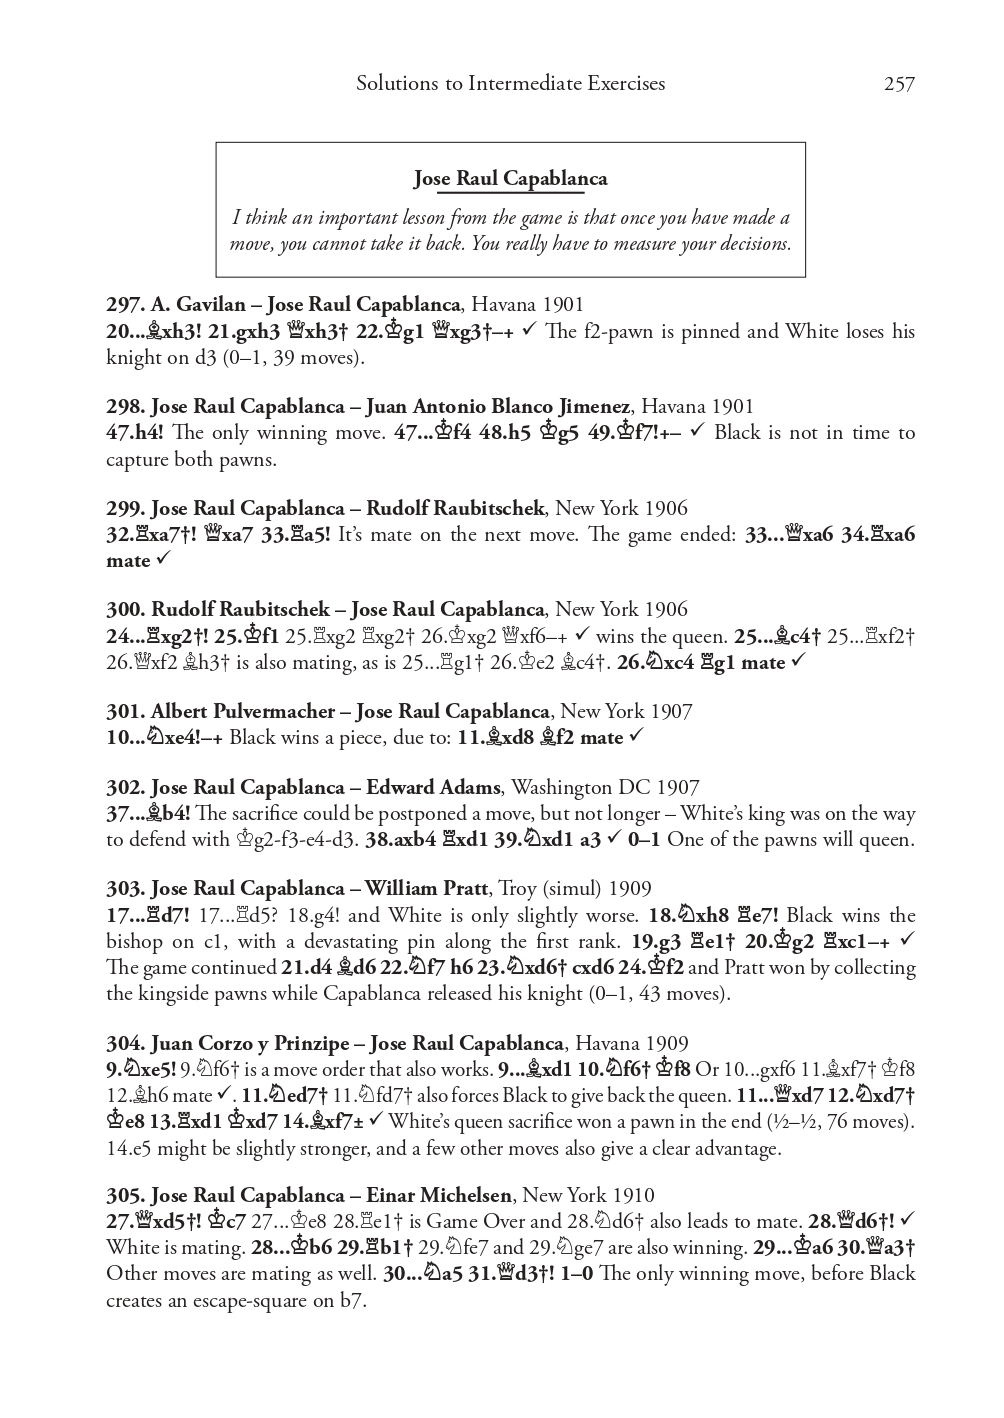 Solutions to Intermediate Exercises 257
Jose Raul Capablanca
I think an important lesson from the game is that once you have made a
move, you cannot take it back. You really have to measure your decisions.
297. A. Gavilan – Jose Raul Capablanca, Havana 1901
20...♗xh3! 21.gxh3 ♕xh3† 22.♔g1 ♕xg3†–+ ✓ The f2-pawn is pinned and White loses his
knight on d3 (0–1, 39 moves).
298. Jose Raul Capablanca – Juan Antonio Blanco Jimenez, Havana 1901
47.h4! The only winning move. 47...♔f4 48.h5 ♔g5 49.♔f7!+– ✓ Black is not in time to
capture both pawns.
299. Jose Raul Capablanca – Rudolf Raubitschek, New York 1906
32.♖xa7†! ♕xa7 33.♖a5! It’s mate on the next move. The game ended: 33...♕xa6 34.♖xa6
mate ✓
300. Rudolf Raubitschek – Jose Raul Capablanca, New York 1906
24...♖xg2†! 25.♔f1 25.♖xg2 ♖xg2† 26.♔xg2 ♕xf6–+ ✓ wins the queen. 25...♗c4† 25...♖xf2†
26.♕xf2 ♗h3† is also mating, as is 25...♖g1† 26.♔e2 ♗c4†. 26.♘xc4 ♖g1 mate ✓
301. Albert Pulvermacher – Jose Raul Capablanca, New York 1907
10...♘xe4!–+ Black wins a piece, due to: 11.♗xd8 ♗f2 mate ✓
302. Jose Raul Capablanca – Edward Adams, Washington DC 1907
37...♗b4! The sacrifice could be postponed a move, but not longer – White’s king was on the way
to defend with ♔g2-f3-e4-d3. 38.axb4 ♖xd1 39.♘xd1 a3 ✓ 0–1 One of the pawns will queen.
303. Jose Raul Capablanca – William Pratt, Troy (simul) 1909
17...♖d7! 17...♖d5? 18.g4! and White is only slightly worse. 18.♘xh8 ♖e7! Black wins the
bishop on c1, with a devastating pin along the first rank. 19.g3 ♖e1† 20.♔g2 ♖xc1–+ ✓
The game continued 21.d4 ♗d6 22.♘f7 h6 23.♘xd6† cxd6 24.♔f2 and Pratt won by collecting
the kingside pawns while Capablanca released his knight (0–1, 43 moves).
304. Juan Corzo y Prinzipe – Jose Raul Capablanca, Havana 1909
9.♘xe5! 9.♘f6† is a move order that also works. 9...♗xd1 10.♘f6† ♔f8 Or 10...gxf6 11.♗xf7† ♔f8
12.♗h6 mate ✓. 11.♘ed7† 11.♘fd7† also forces Black to give back the queen. 11...♕xd7 12.♘xd7†
♔e8 13.♖xd1 ♔xd7 14.♗xf7± ✓ White’s queen sacrifice won a pawn in the end (½–½, 76 moves).
14.e5 might be slightly stronger, and a few other moves also give a clear advantage.
305. Jose Raul Capablanca – Einar Michelsen, New York 1910
27.♕xd5†! ♔c7 27...♔e8 28.♖e1† is Game Over and 28.♘d6† also leads to mate. 28.♕d6†! ✓
White is mating. 28...♔b6 29.♖b1† 29.♘fe7 and 29.♘ge7 are also winning. 29...♔a6 30.♕a3†
Other moves are mating as well. 30...♘a5 31.♕d3†! 1–0 The only winning move, before Black
creates an escape-square on b7.